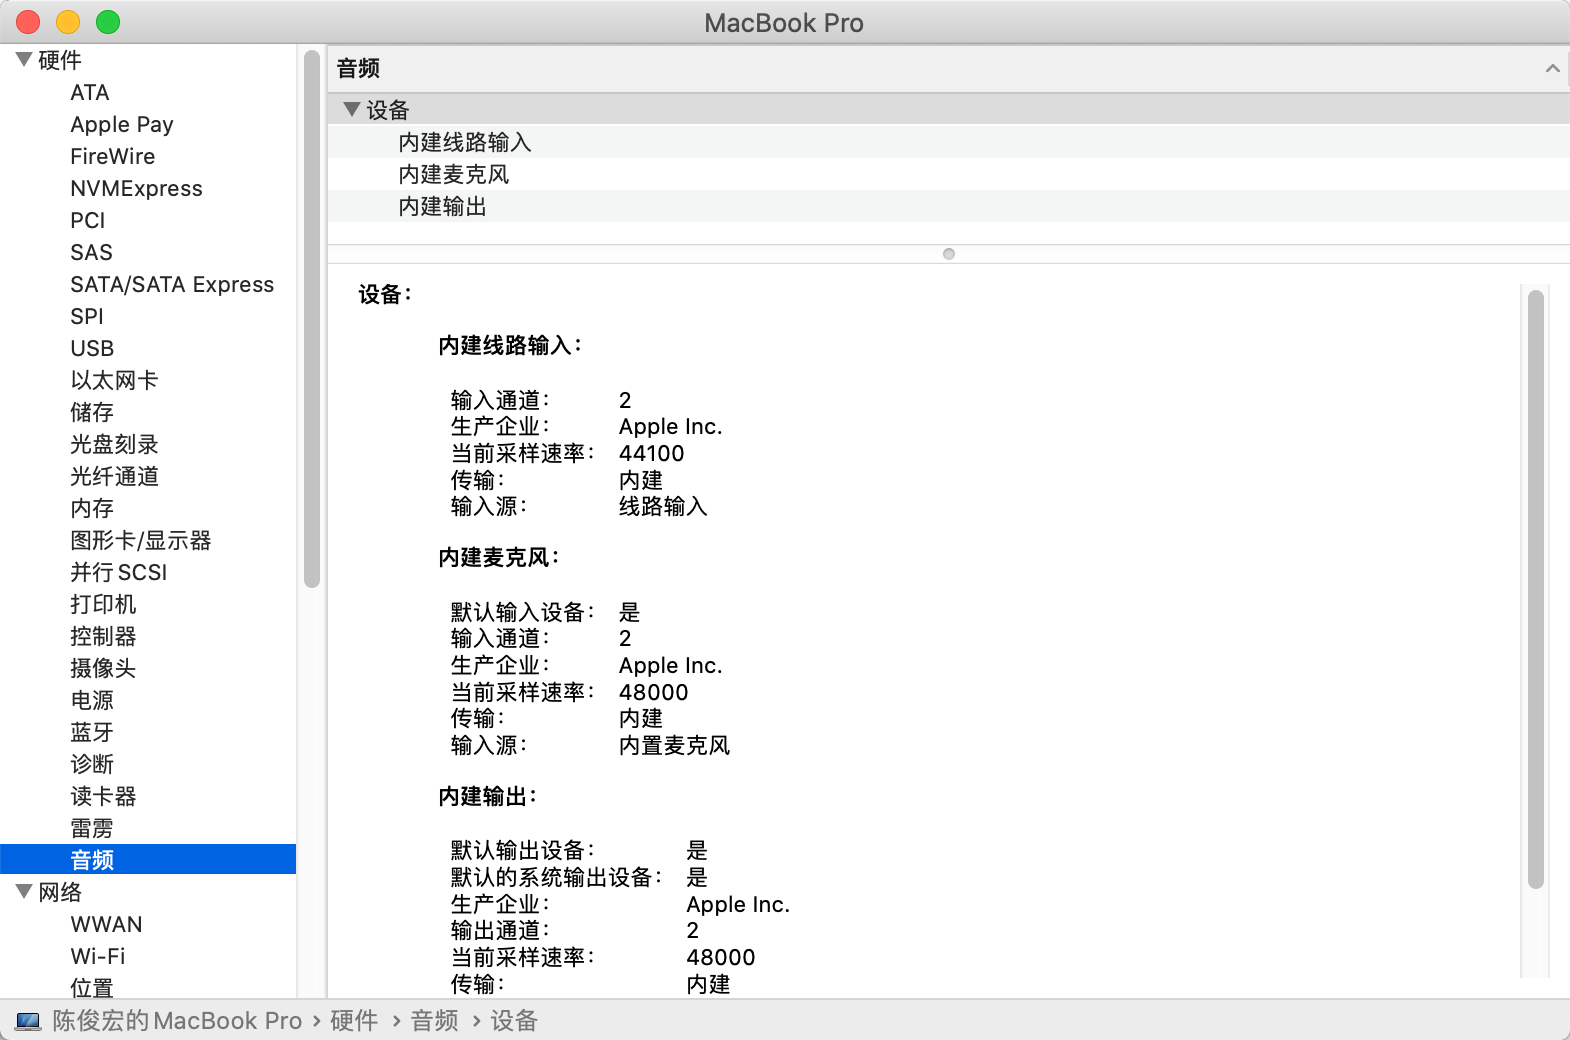 MacBook Pro
硬件
ATA
Apple Pay
FireWire
NVMExpress
PCI
SAS
SATA/SATA Express
SPI
USB
以太网卡
储存
光盘刻录
光纤通道
内存
图形卡/显示器
并行 SCSI
打印机
控制器
摄像头
电源
蓝牙
诊断
读卡器
雷雳
音频
网络
WWAN
Wi-Fi
位置
音频
设备
内建线路输入
内建麦克风
内建输出
设备：
内建线路输入：
输入通道： 2
生产企业： Apple Inc.
当前采样速率： 44100
传输： 内建
输入源： 线路输入
内建麦克风：
默认输入设备： 是
输入通道： 2
生产企业： Apple Inc.
当前采样速率： 48000
传输： 内建
输入源： 内置麦克风
内建输出：
默认输出设备： 是
默认的系统输出设备： 是
生产企业： Apple Inc.
输出通道： 2
当前采样速率： 48000
传输： 内建
陈俊宏的MacBook Pro › 硬件 › 音频 › 设备